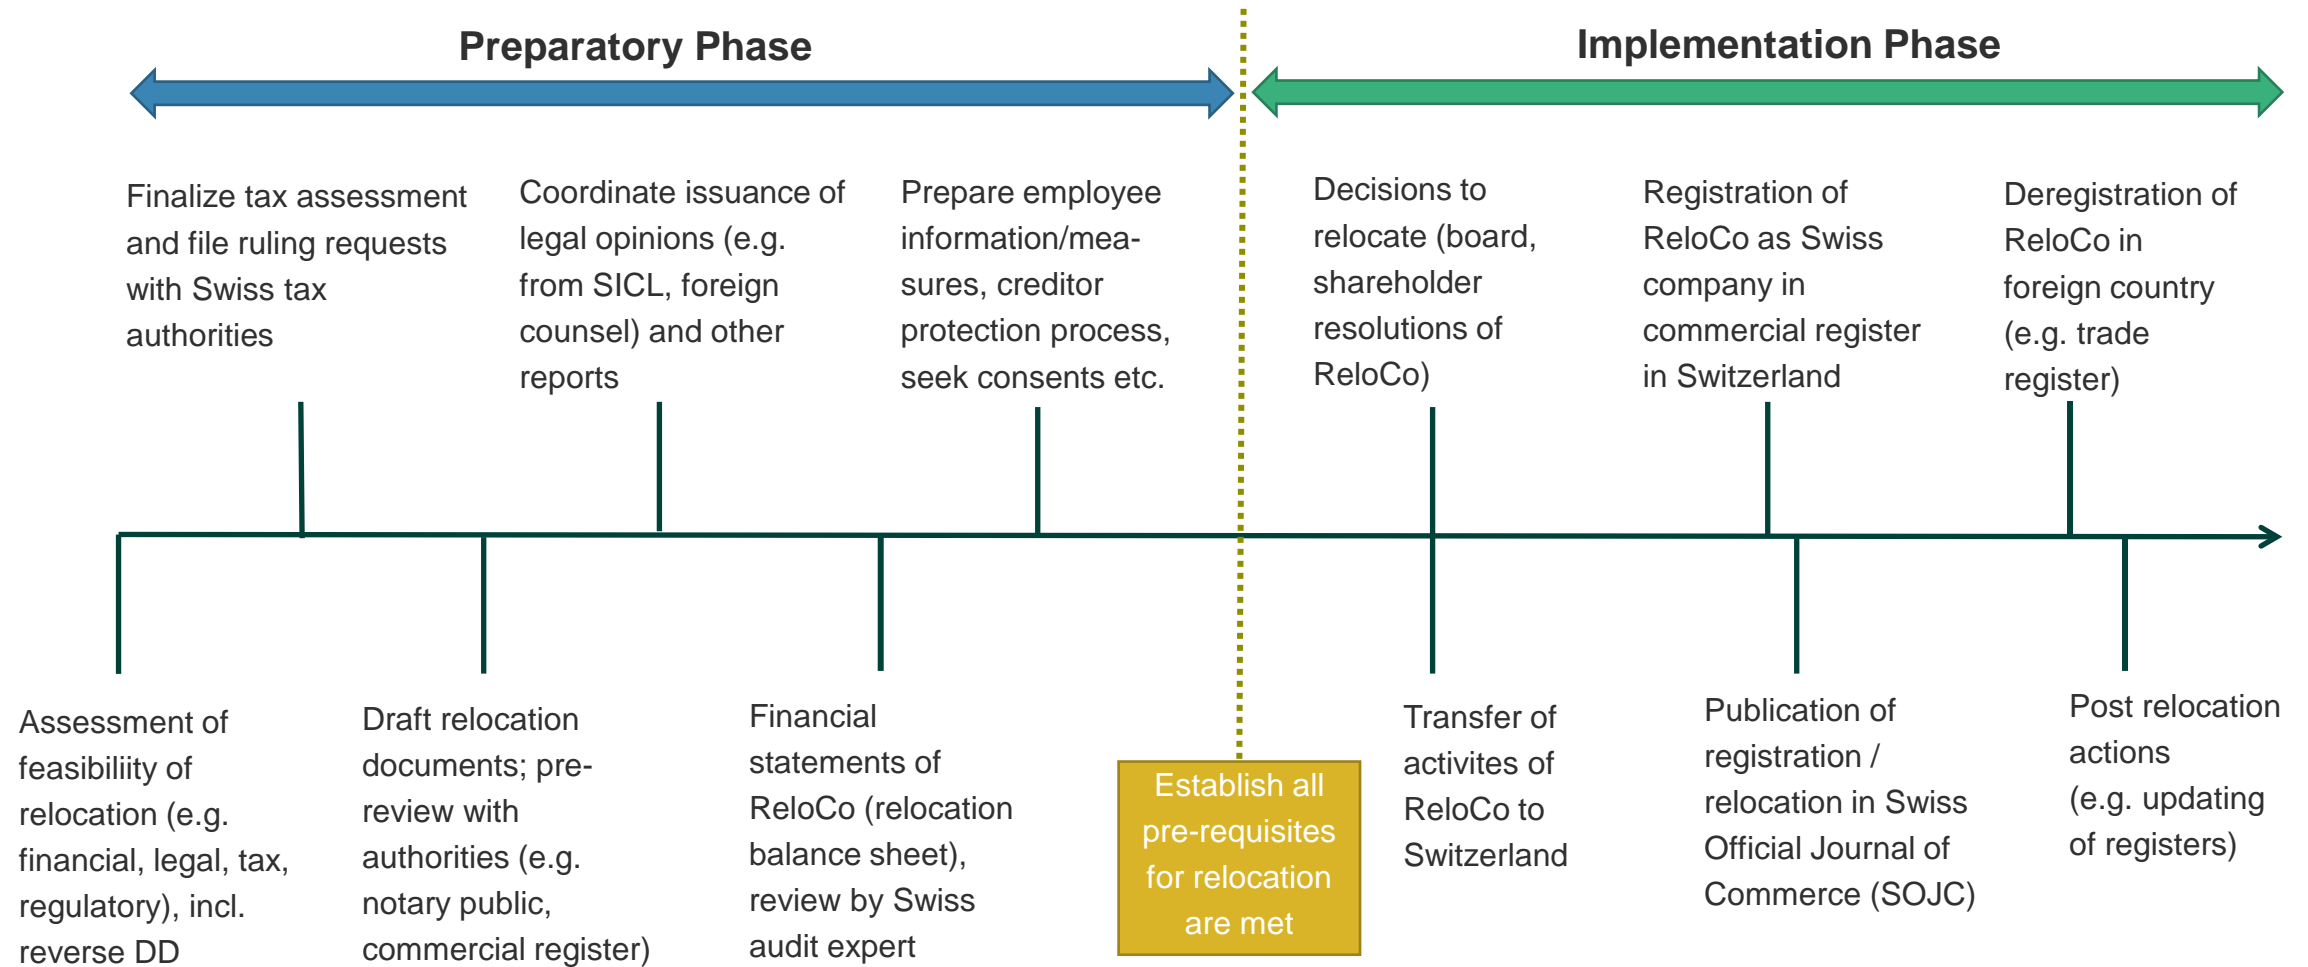 Preparatory Phase
Implementation Phase
Finalize tax assessment
and file ruling requests
with Swiss tax
authorities
Coordinate issuance of
legal opinions (e.g.
from SICL, foreign
counsel) and other
reports
Prepare employee
information/mea-
sures, creditor
protection process,
seek consents etc.
Decisions to
relocate (board,
shareholder
resolutions of
ReloCo)
Registration of
ReloCo as Swiss
company in
commercial register
in Switzerland
Deregistration of
ReloCo in
foreign country
(e.g. trade
register)
Assessment of
feasibiliity of
relocation (e.g.
financial, legal, tax,
regulatory), incl.
reverse DD
Draft relocation
documents; pre-
review with
authorities (e.g.
notary public,
commercial register)
Financial
statements of
ReloCo (relocation
balance sheet),
review by Swiss
audit expert
Establish all
pre-requisites
for relocation
are met
Transfer of
activites of
ReloCo to
Switzerland
Publication of
registration /
relocation in Swiss
Official Journal of
Commerce (SOJC)
Post relocation
actions
(e.g. updating
of registers)